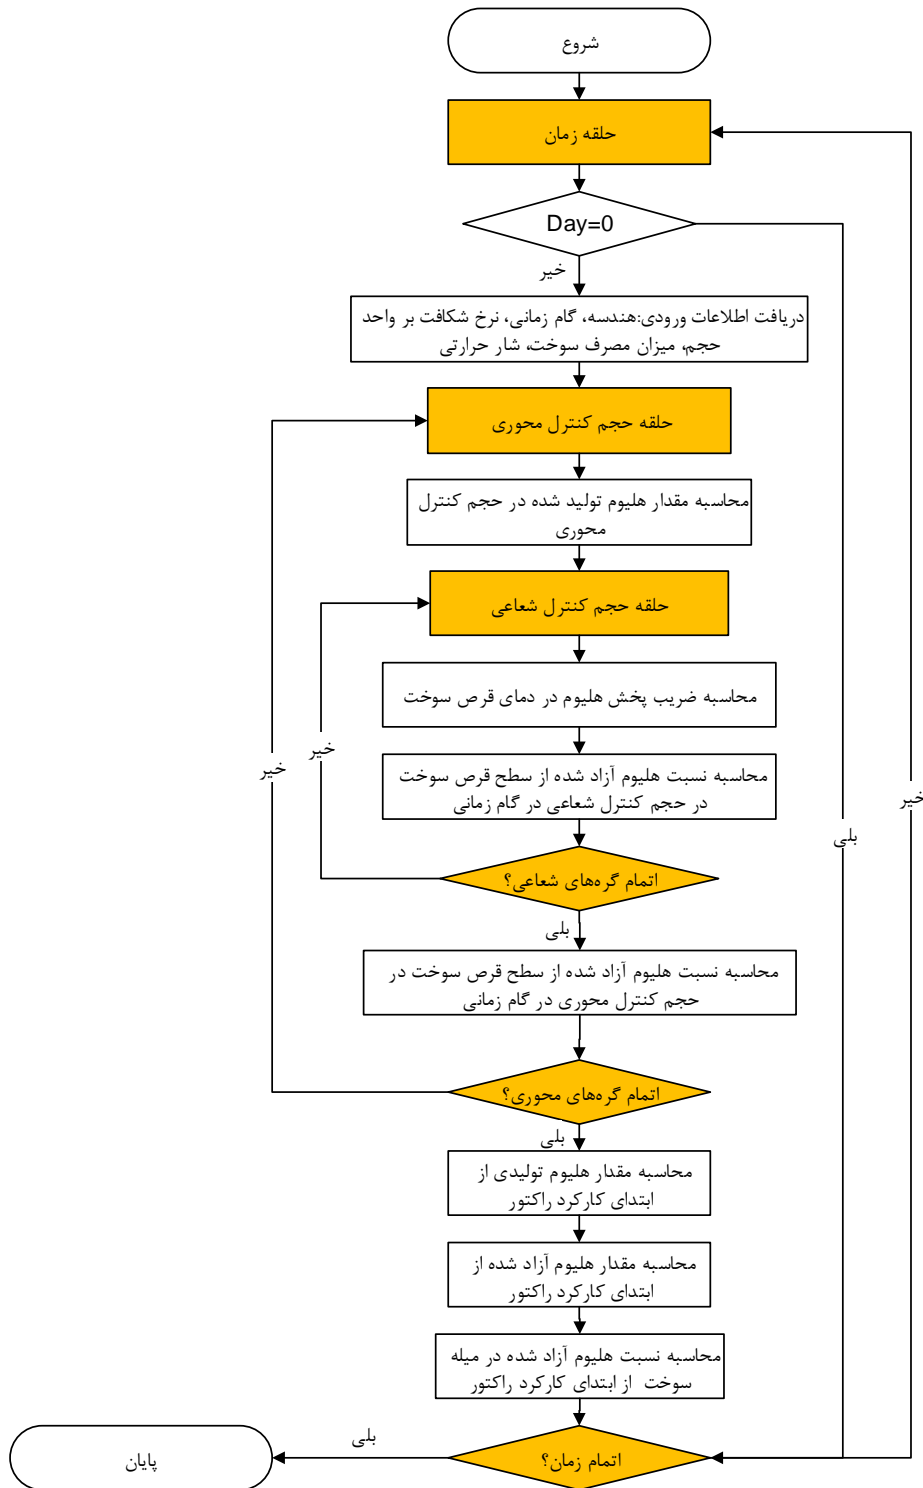 شروع
حلقه زمان
Day=0
خیر
دریافت اطلاعات ورودی:هندسه، گام زمانی، نرخ شکافت بر واحد
حجم، میزان مصرف سوخت، شار حرارتی
حلقه حجم کنترل محوری
محاسبه مقدار هلیوم تولید شده در حجم کنترل
محوری
حلقه حجم کنترل شعاعی
محاسبه ضریب پخش هلیوم در دمای قرص سوخت
محاسبه نسبت هلیوم آزاد شده از سطح قرص سوخت
در حجم کنترل شعاعی در گام زمانی
خیر
خیر
خیر
بلی
اتمام گره‌های شعاعی؟
بلی
محاسبه نسبت هلیوم آزاد شده از سطح قرص سوخت در
حجم کنترل محوری در گام زمانی
اتمام گره‌های محوری؟
بلی
محاسبه مقدار هلیوم تولیدی از
ابتدای کارکرد راکتور
محاسبه مقدار هلیوم آزاد شده از
ابتدای کارکرد راکتور
محاسبه نسبت هلیوم آزاد شده در میله
سوخت از ابتدای کارکرد راکتور
اتمام زمان؟
بلی
پایان